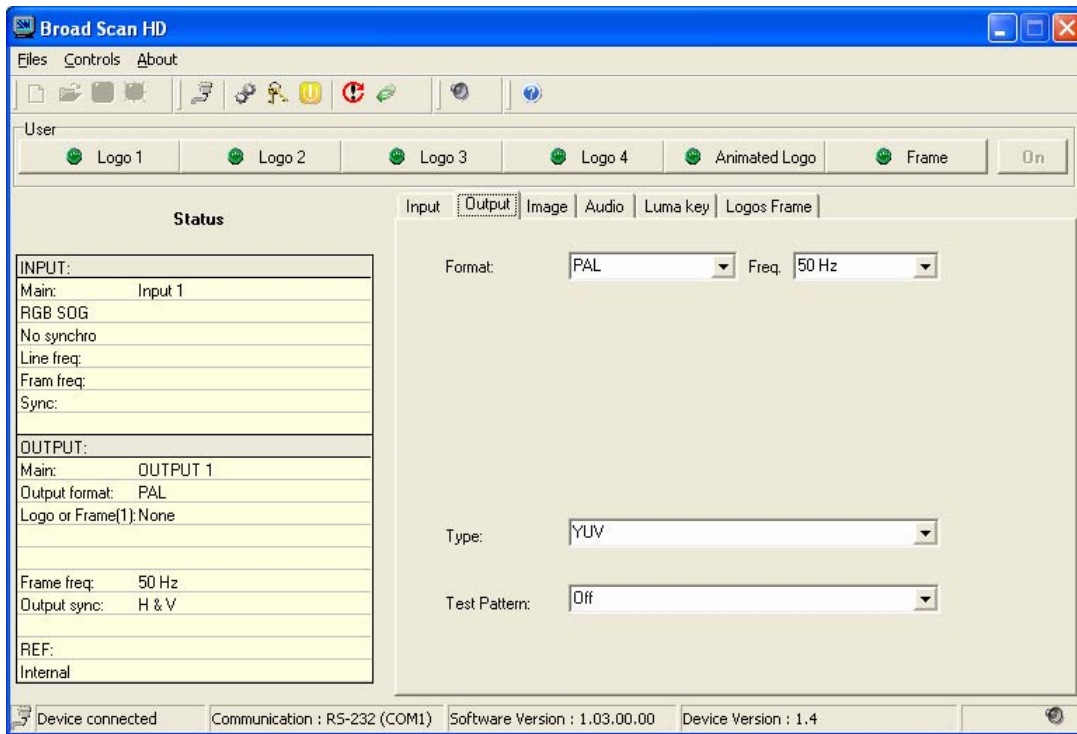 Broad Scan HD
Files Controls About
User
Logo 1 Logo 2 Logo 3 Logo 4 Animated Logo Frame On
Status
INPUT:
Main: Input 1
RGB SOG
No synchro
Line freq:
Fram freq:
Sync:
OUTPUT:
Main: OUTPUT 1
Output format: PAL
Logo or Frame(1): None
Frame freq: 50 Hz
Output sync: H & V
REF:
Internal
Input Output Image Audio Luma key Logos Frame
Format: PAL Freq. 50 Hz
Type: YUV
Test Pattern: Off
Device connected Communication : RS-232 (COM1) Software Version : 1.03.00.00 Device Version : 1.4